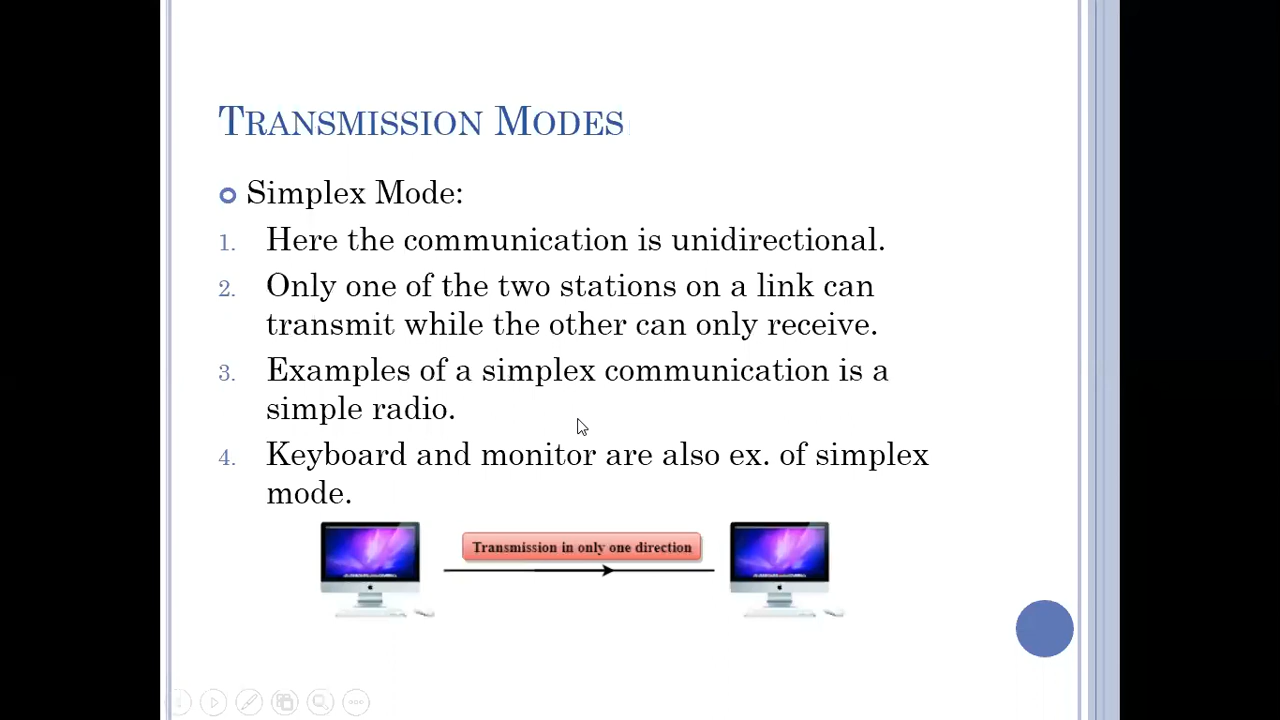 Transmission Modes
Simplex Mode:
1. Here the communication is unidirectional.
2. Only one of the two stations on a link can
transmit while the other can only receive.
3. Examples of a simplex communication is a
simple radio.
4. Keyboard and monitor are also ex. of simplex
mode.
Transmission in only one direction